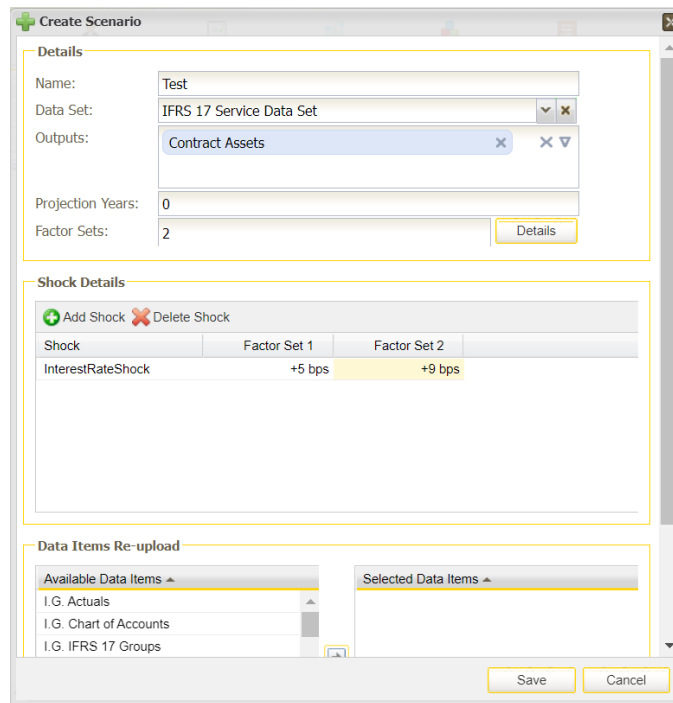 Create Scenario
Details
Name: Test
Data Set: IFRS 17 Service Data Set
Outputs: Contract Assets
Projection Years: 0
Factor Sets: 2 Details
Shock Details
Add Shock Delete Shock
Shock Factor Set 1 Factor Set 2
InterestRateShock +5 bps +9 bps
Data Items Re-upload
Available Data Items Selected Data Items
I.G. Actuals
I.G. Chart of Accounts
I.G. IFRS 17 Groups
Save Cancel